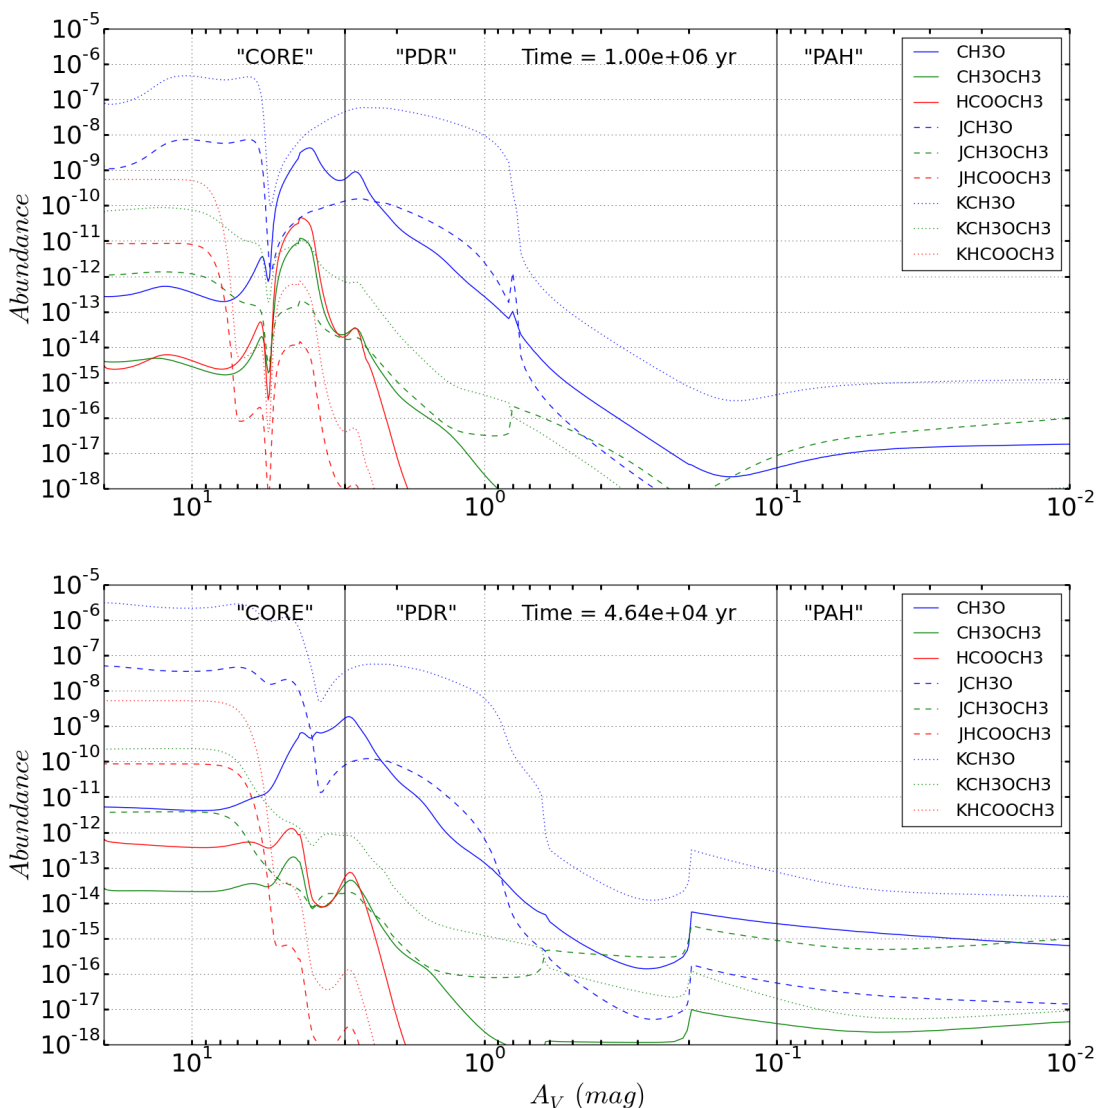 10^-5
10^-6
10^-7
10^-8
10^-9
10^-10
10^-11
10^-12
10^-13
10^-14
10^-15
10^-16
10^-17
10^-18
Abundance
"CORE" "PDR" Time = 1.00e+06 yr "PAH"
CH3O
CH3OCH3
HCOOCH3
JCH3O
JCH3OCH3
JHCOOCH3
KCH3O
KCH3OCH3
KHCOOCH3
10^1 10^0 10^-1 10^-2
10^-5
10^-6
10^-7
10^-8
10^-9
10^-10
10^-11
10^-12
10^-13
10^-14
10^-15
10^-16
10^-17
10^-18
Abundance
"CORE" "PDR" Time = 4.64e+04 yr "PAH"
CH3O
CH3OCH3
HCOOCH3
JCH3O
JCH3OCH3
JHCOOCH3
KCH3O
KCH3OCH3
KHCOOCH3
10^1 10^0 10^-1 10^-2
A_V (mag)